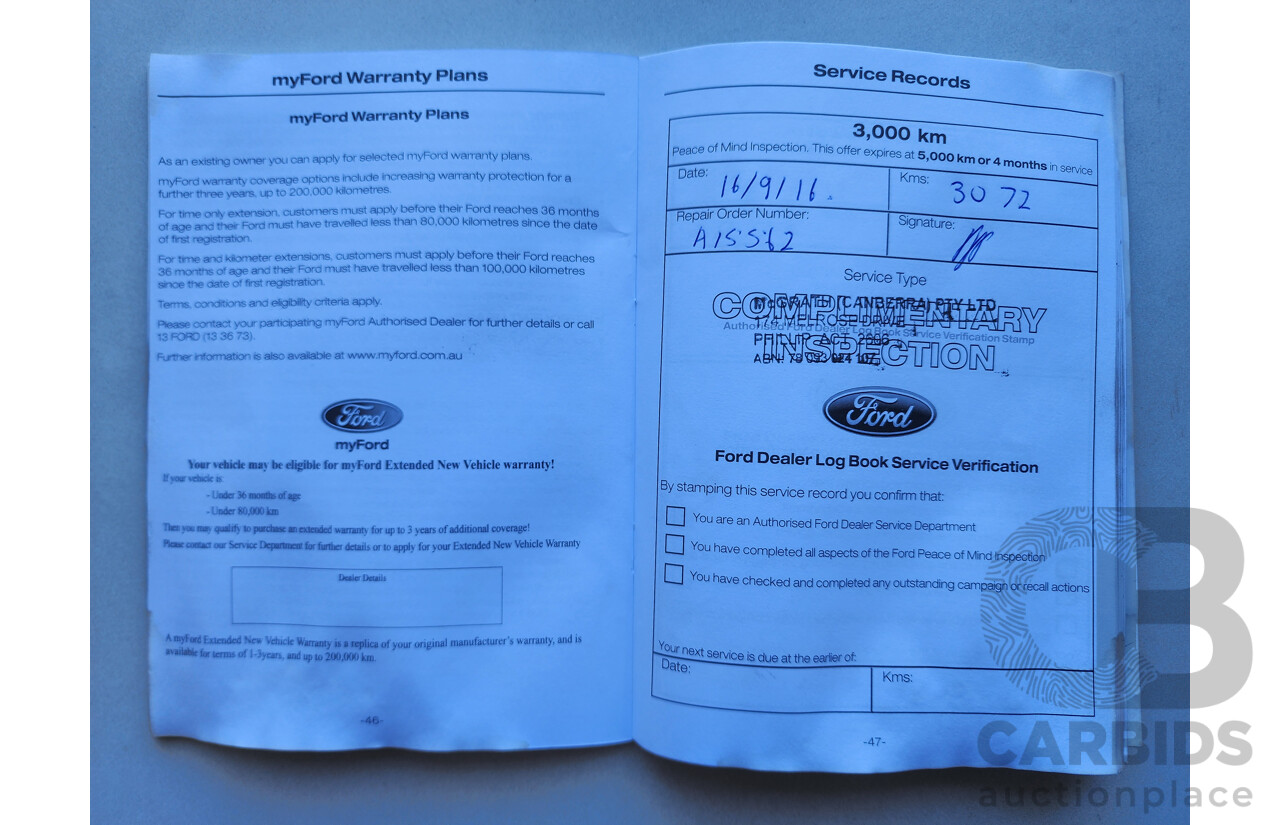 myFord Warranty Plans
myFord Warranty Plans
As an existing owner you can apply for selected myFord warranty plans.
myFord warranty coverage options include increasing warranty protection for a
further three years, up to 200,000 kilometres.
For time only extension, customers must apply before their Ford reaches 36 months
of age and their Ford must have travelled less than 80,000 kilometres since the date
of first registration.
For time and kilometer extensions, customers must apply before their Ford reaches
36 months of age and their Ford must have travelled less than 100,000 kilometres
since the date of first registration.
Terms, conditions and eligibility criteria apply.
Please contact your participating myFord Authorised Dealer for further details or call
13 FORD (13 36 73).
Further information is also available at www.myford.com.au
Ford
myFord
Your vehicle may be eligible for myFord Extended New Vehicle warranty!
If your vehicle is
- Under 36 months of age
- Under 80,000 km
Then you may qualify to purchase an extended warranty for up to 3 years of additional coverage!
Please contact our Service Department for further details or to apply for your Extended New Vehicle Warranty
Dealer Details
A myFord Extended New Vehicle Warranty is a replica of your original manufacturer's warranty, and is
available for terms of 1-3years, and up to 200,000 km.
-46-
Service Records
3,000 km
Peace of Mind Inspection. This offer expires at 5,000 km or 4 months in service
Date: 16/9/16. Kms: 3072
Repair Order Number: Signature:
A15562
Service Type
McGRATH (CANBERRA) PTY LTD
COMPLIMENTARY
Authorised Ford Dealer Log Book Service Verification Stamp
INSPECTION
Ford
Ford Dealer Log Book Service Verification
By stamping this service record you confirm that:
You are an Authorised Ford Dealer Service Department
You have completed all aspects of the Ford Peace of Mind Inspection
You have checked and completed any outstanding campaign or recall actions
Your next service is due at the earlier of:
Date: Kms:
-47-
CB
CARBIDS
auctionplace